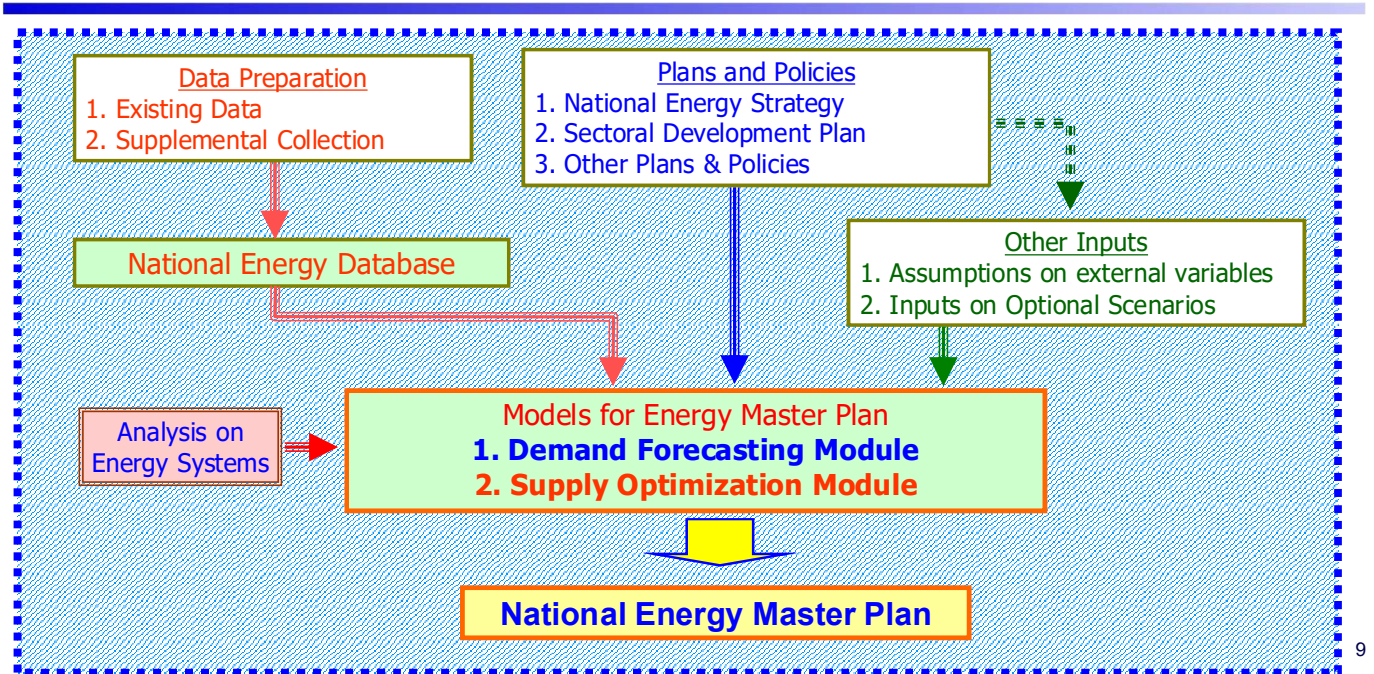 Data Preparation
1. Existing Data
2. Supplemental Collection
Plans and Policies
1. National Energy Strategy
2. Sectoral Development Plan
3. Other Plans & Policies
National Energy Database
Other Inputs
1. Assumptions on external variables
2. Inputs on Optional Scenarios
Analysis on
Energy Systems
Models for Energy Master Plan
1. Demand Forecasting Module
2. Supply Optimization Module
National Energy Master Plan
9